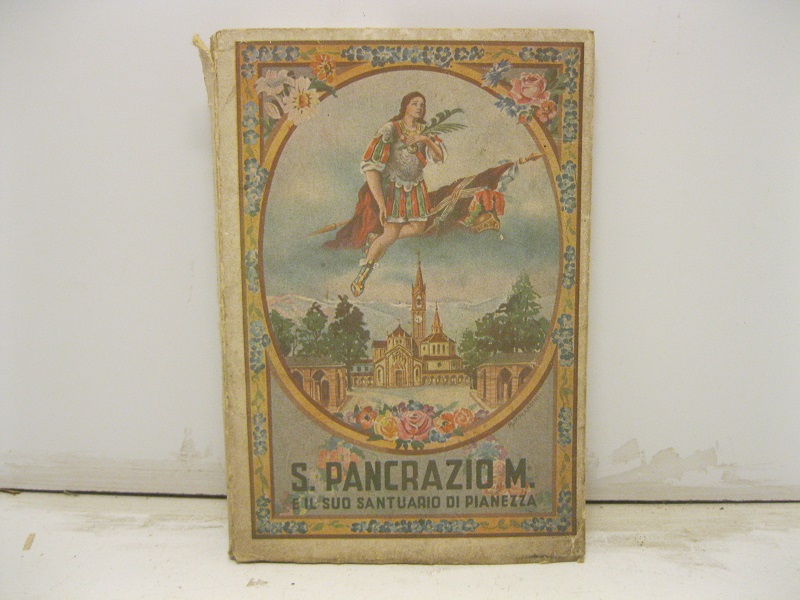 S. PANCRAZIO M.
E IL SUO SANTUARIO DI PIANEZZA